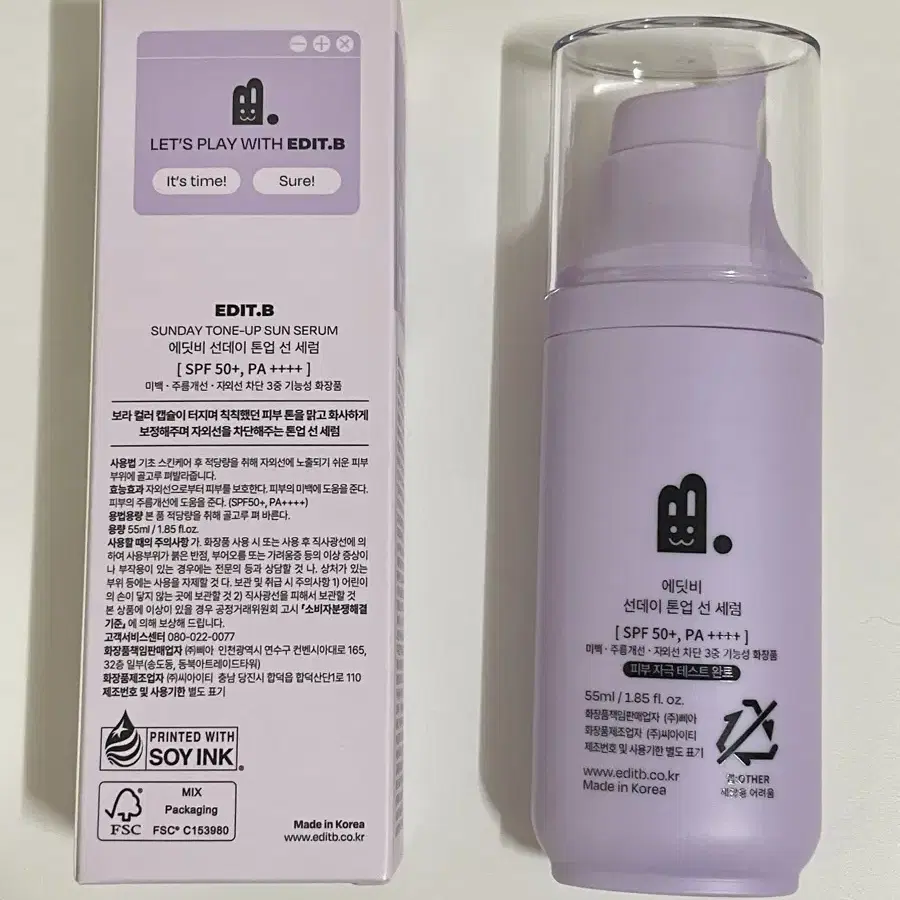 LET'S PLAY WITH EDIT.B
It's time!
Sure!
EDIT.B
SUNDAY TONE-UP SUN SERUM
에딧비 선데이 톤업 선 세럼
[ SPF 50+, PA ++++ ]
미백 · 주름개선 · 자외선 차단 3중 기능성 화장품
보라 컬러 캡슐이 터지며 칙칙했던 피부 톤을 맑고 화사하게
보정해주며 자외선을 차단해주는 톤업 선 세럼
사용법 기초 스킨케어 후 적당량을 취해 자외선에 노출되기 쉬운 피부
부위에 골고루 펴발라줍니다.
효능효과 자외선으로부터 피부를 보호한다. 피부의 미백에 도움을 준다.
피부의 주름개선에 도움을 준다. (SPF50+, PA++++)
용법용량 본 품 적당량을 취해 골고루 펴 바른다.
용량 55ml / 1.85 fl.oz.
사용할 때의 주의사항 가. 화장품 사용 시 또는 사용 후 직사광선에 의
하여 사용부위가 붉은 반점, 부어오름 또는 가려움증 등의 이상 증상이
나 부작용이 있는 경우에는 전문의 등과 상담할 것 나. 상처가 있는
부위 등에는 사용을 자제할 것 다. 보관 및 취급 시 주의사항 1) 어린이
의 손이 닿지 않는 곳에 보관할 것 2) 직사광선을 피해서 보관할 것
본 상품에 이상이 있을 경우 공정거래위원회 고시 「소비자분쟁해결
기준」에 의해 보상해 드립니다.
고객서비스센터 080-022-0077
화장품책임판매업자 (주)삐아 인천광역시 연수구 컨벤시아대로 165,
32층 일부(송도동, 동북아트레이드타워)
화장품제조업자 (주)씨아이티 충남 당진시 합덕읍 합덕산단1로 110
제조번호 및 사용기한 별도 표기
PRINTED WITH
SOY INK
FSC
MIX
Packaging
FSC® C153980
Made in Korea
www.editb.co.kr
에딧비
선데이 톤업 선 세럼
[ SPF 50+, PA ++++ ]
미백 · 주름개선 · 자외선 차단 3중 기능성 화장품
피부 자극 테스트 완료
55ml / 1.85 fl. oz.
화장품책임판매업자 (주)삐아
화장품제조업자 (주)씨아이티
제조번호 및 사용기한 별도 표기
www.editb.co.kr
Made in Korea
OTHER
어려움